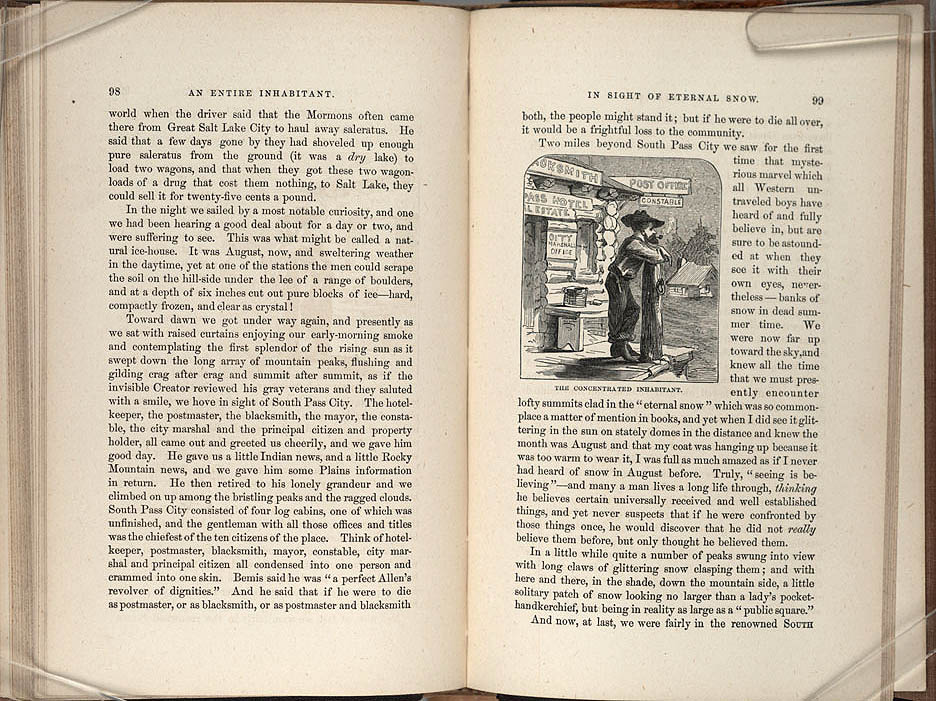 98
AN ENTIRE INHABITANT.
world when the driver said that the Mormons often came
there from Great Salt Lake City to haul away saleratus. He
said that a few days gone by they had shoveled up enough
pure saleratus from the ground (it was a dry lake) to
load two wagons, and that when they got these two wagon-
loads of a drug that cost them nothing, to Salt Lake, they
could sell it for twenty-five cents a pound.
In the night we sailed by a most notable curiosity, and one
we had been hearing a good deal about for a day or two, and
were suffering to see. This was what might be called a nat-
ural ice-house. It was August, now, and sweltering weather
in the daytime, yet at one of the stations the men could scrape
the soil on the hill-side under the lee of a range of boulders,
and at a depth of six inches cut out pure blocks of ice—hard,
compactly frozen, and clear as crystal!
Toward dawn we got under way again, and presently as
we sat with raised curtains enjoying our early-morning smoke
and contemplating the first splendor of the rising sun as it
swept down the long array of mountain peaks, flushing and
gilding crag after crag and summit after summit, as if the
invisible Creator reviewed his gray veterans and they saluted
with a smile, we hove in sight of South Pass City. The hotel-
keeper, the postmaster, the blacksmith, the mayor, the consta-
ble, the city marshal and the principal citizen and property
holder, all came out and greeted us cheerily, and we gave him
good day. He gave us a little Indian news, and a little Rocky
Mountain news, and we gave him some Plains information
in return. He then retired to his lonely grandeur and we
climbed on up among the bristling peaks and the ragged clouds.
South Pass City consisted of four log cabins, one of which was
unfinished, and the gentleman with all those offices and titles
was the chiefest of the ten citizens of the place. Think of hotel-
keeper, postmaster, blacksmith, mayor, constable, city mar-
shal and principal citizen all condensed into one person and
crammed into one skin. Bemis said he was "a perfect Allen's
revolver of dignities." And he said that if he were to die
as postmaster, or as blacksmith, or as postmaster and blacksmith
IN SIGHT OF ETERNAL SNOW.
99
both, the people might stand it; but if he were to die all over,
it would be a frightful loss to the community.
Two miles beyond South Pass City we saw for the first
time that myste-
rious marvel which
all Western un-
traveled boys have
heard of and fully
believe in, but are
sure to be astound-
ed at when they
see it with their
own eyes, never-
theless—banks of
snow in dead sum-
mer time. We
were now far up
toward the sky, and
knew all the time
that we must pres-
ently encounter
ACKSMITH
POST OFFICE
CONSTABLE
PASS HOTEL
L ESTATE
CITY
MARSHAL
OFFICE
THE CONCENTRATED INHABITANT.
lofty summits clad in the "eternal snow" which was so common-
place a matter of mention in books, and yet when I did see it glit-
tering in the sun on stately domes in the distance and knew the
month was August and that my coat was hanging up because it
was too warm to wear it, I was full as much amazed as if I never
had heard of snow in August before. Truly, "seeing is be-
lieving"—and many a man lives a long life through, thinking
he believes certain universally received and well established
things, and yet never suspects that if he were confronted by
those things once, he would discover that he did not really
believe them before, but only thought he believed them.
In a little while quite a number of peaks swung into view
with long claws of glittering snow clasping them; and with
here and there, in the shade, down the mountain side, a little
solitary patch of snow looking no larger than a lady's pocket-
handkerchief, but being in reality as large as a "public square."
And now, at last, we were fairly in the renowned SOUTH